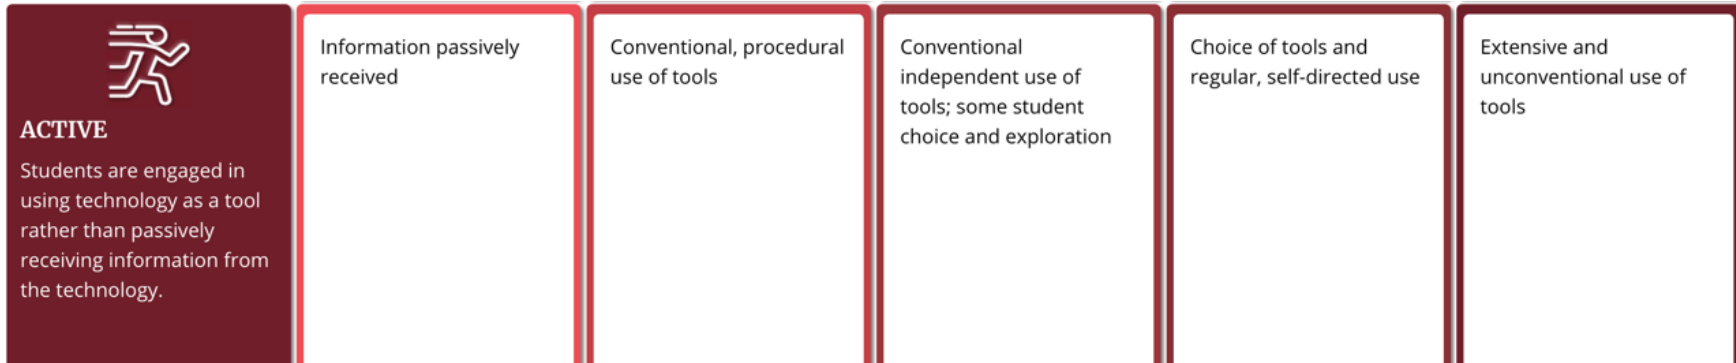 ACTIVE
Students are engaged in
using technology as a tool
rather than passively
receiving information from
the technology.
Information passively
received
Conventional, procedural
use of tools
Conventional
independent use of
tools; some student
choice and exploration
Choice of tools and
regular, self-directed use
Extensive and
unconventional use of
tools